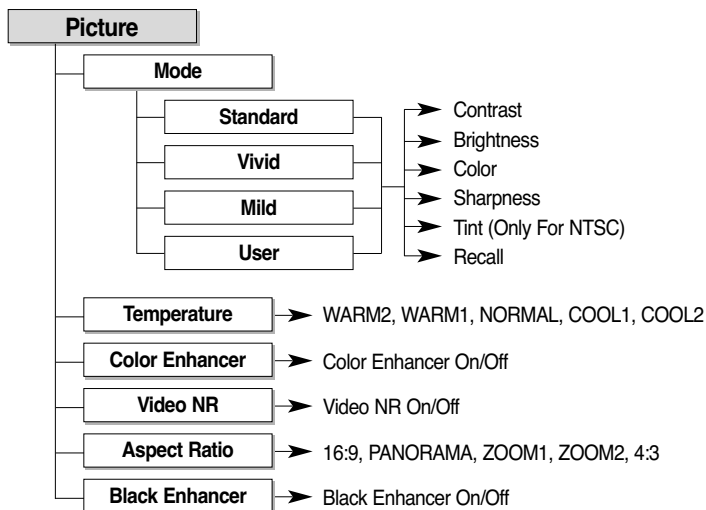 Picture
Mode
Standard
Vivid
Mild
User
Contrast
Brightness
Color
Sharpness
Tint (Only For NTSC)
Recall
Temperature
WARM2, WARM1, NORMAL, COOL1, COOL2
Color Enhancer
Color Enhancer On/Off
Video NR
Video NR On/Off
Aspect Ratio
16:9, PANORAMA, ZOOM1, ZOOM2, 4:3
Black Enhancer
Black Enhancer On/Off